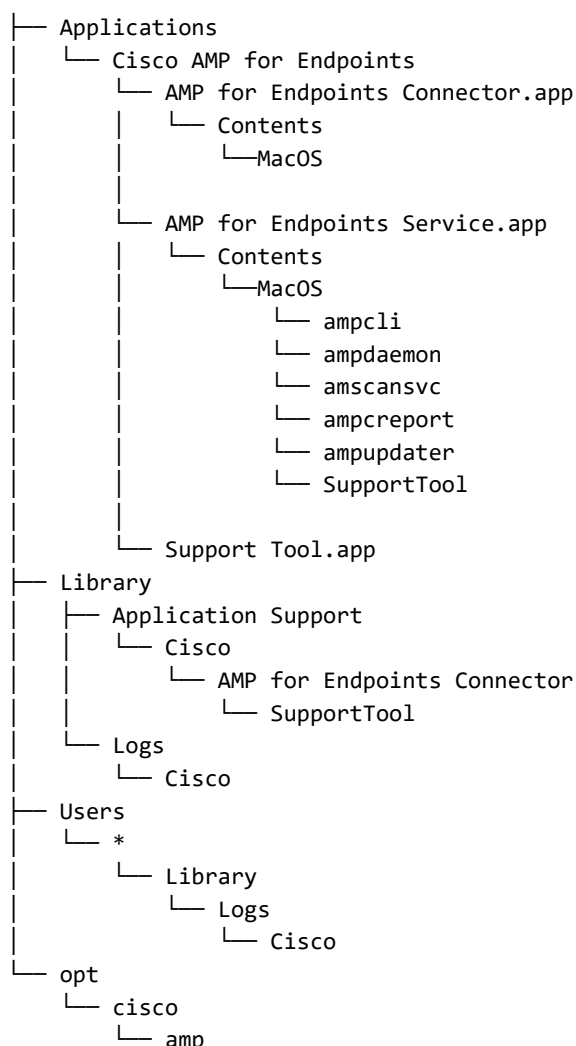 ├── Applications
│   └── Cisco AMP for Endpoints
│       └── AMP for Endpoints Connector.app
│       │   └── Contents
│       │       └──MacOS
│       │
│       └── AMP for Endpoints Service.app
│       │   └── Contents
│       │       └──MacOS
│       │           └── ampcli
│       │           └── ampdaemon
│       │           └── amscansvc
│       │           └── ampcreport
│       │           └── ampupdater
│       │           └── SupportTool
│       │
│       └── Support Tool.app
├── Library
│   ├── Application Support
│   │   └── Cisco
│   │       └── AMP for Endpoints Connector
│   │           └── SupportTool
│   └── Logs
│       └── Cisco
├── Users
│   └── *
│       └── Library
│           └── Logs
│               └── Cisco
└── opt
    └── cisco
        └── amp